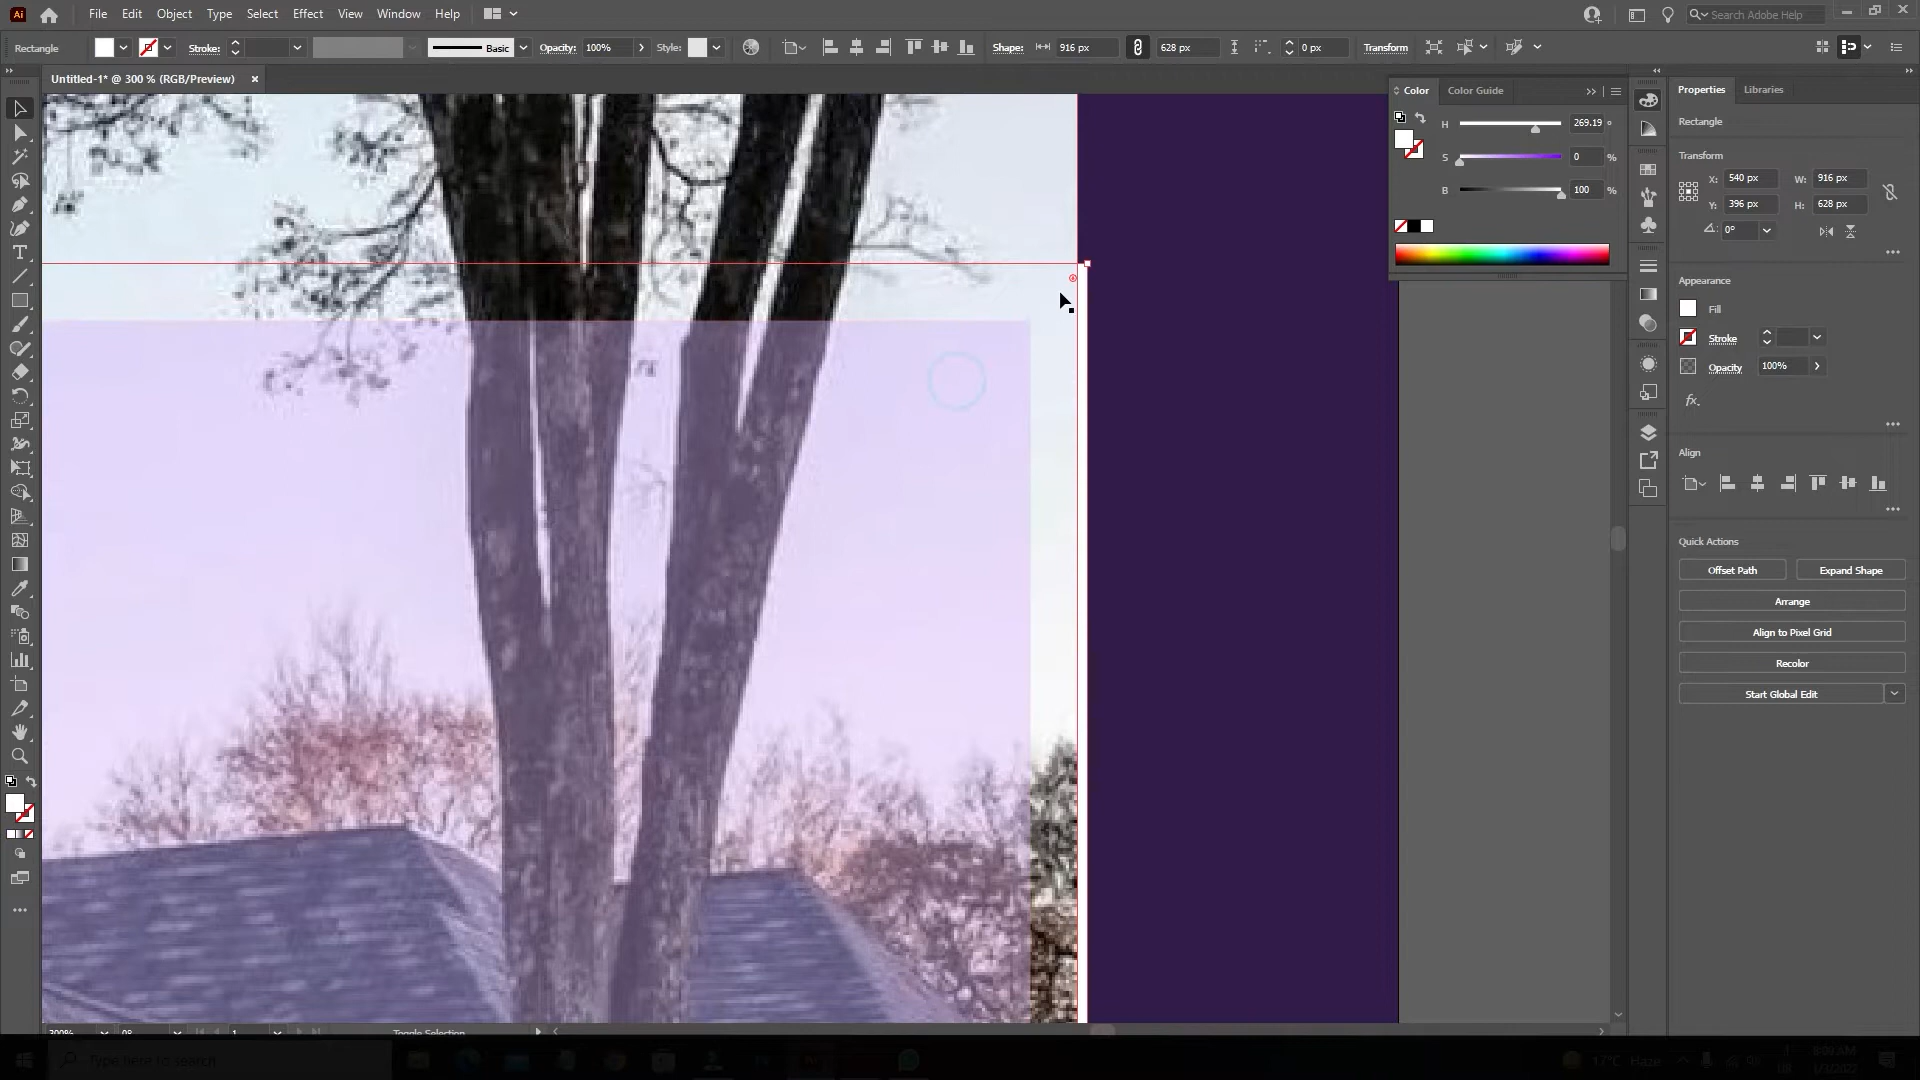 Ai File Edit Object Type Select Effect View Window Help Search Adobe Help
Rectangle Stroke: Basic Opacity: 100% Style: Shape: 916 px 628 px 0 px Transform
Untitled-1* @ 300 % (RGB/Preview) ×
Color Color Guide
H 269.19 °
S 0 %
B 100 %
Properties Libraries
Rectangle
Transform
X: 540 px W: 916 px
Y: 396 px H: 628 px
0°
Appearance
Fill
Stroke
Opacity 100%
fx.
Align
Quick Actions
Offset Path Expand Shape
Arrange
Align to Pixel Grid
Recolor
Start Global Edit
300% 0° 1 Toggle Selection
Type here to search
17°C Haze